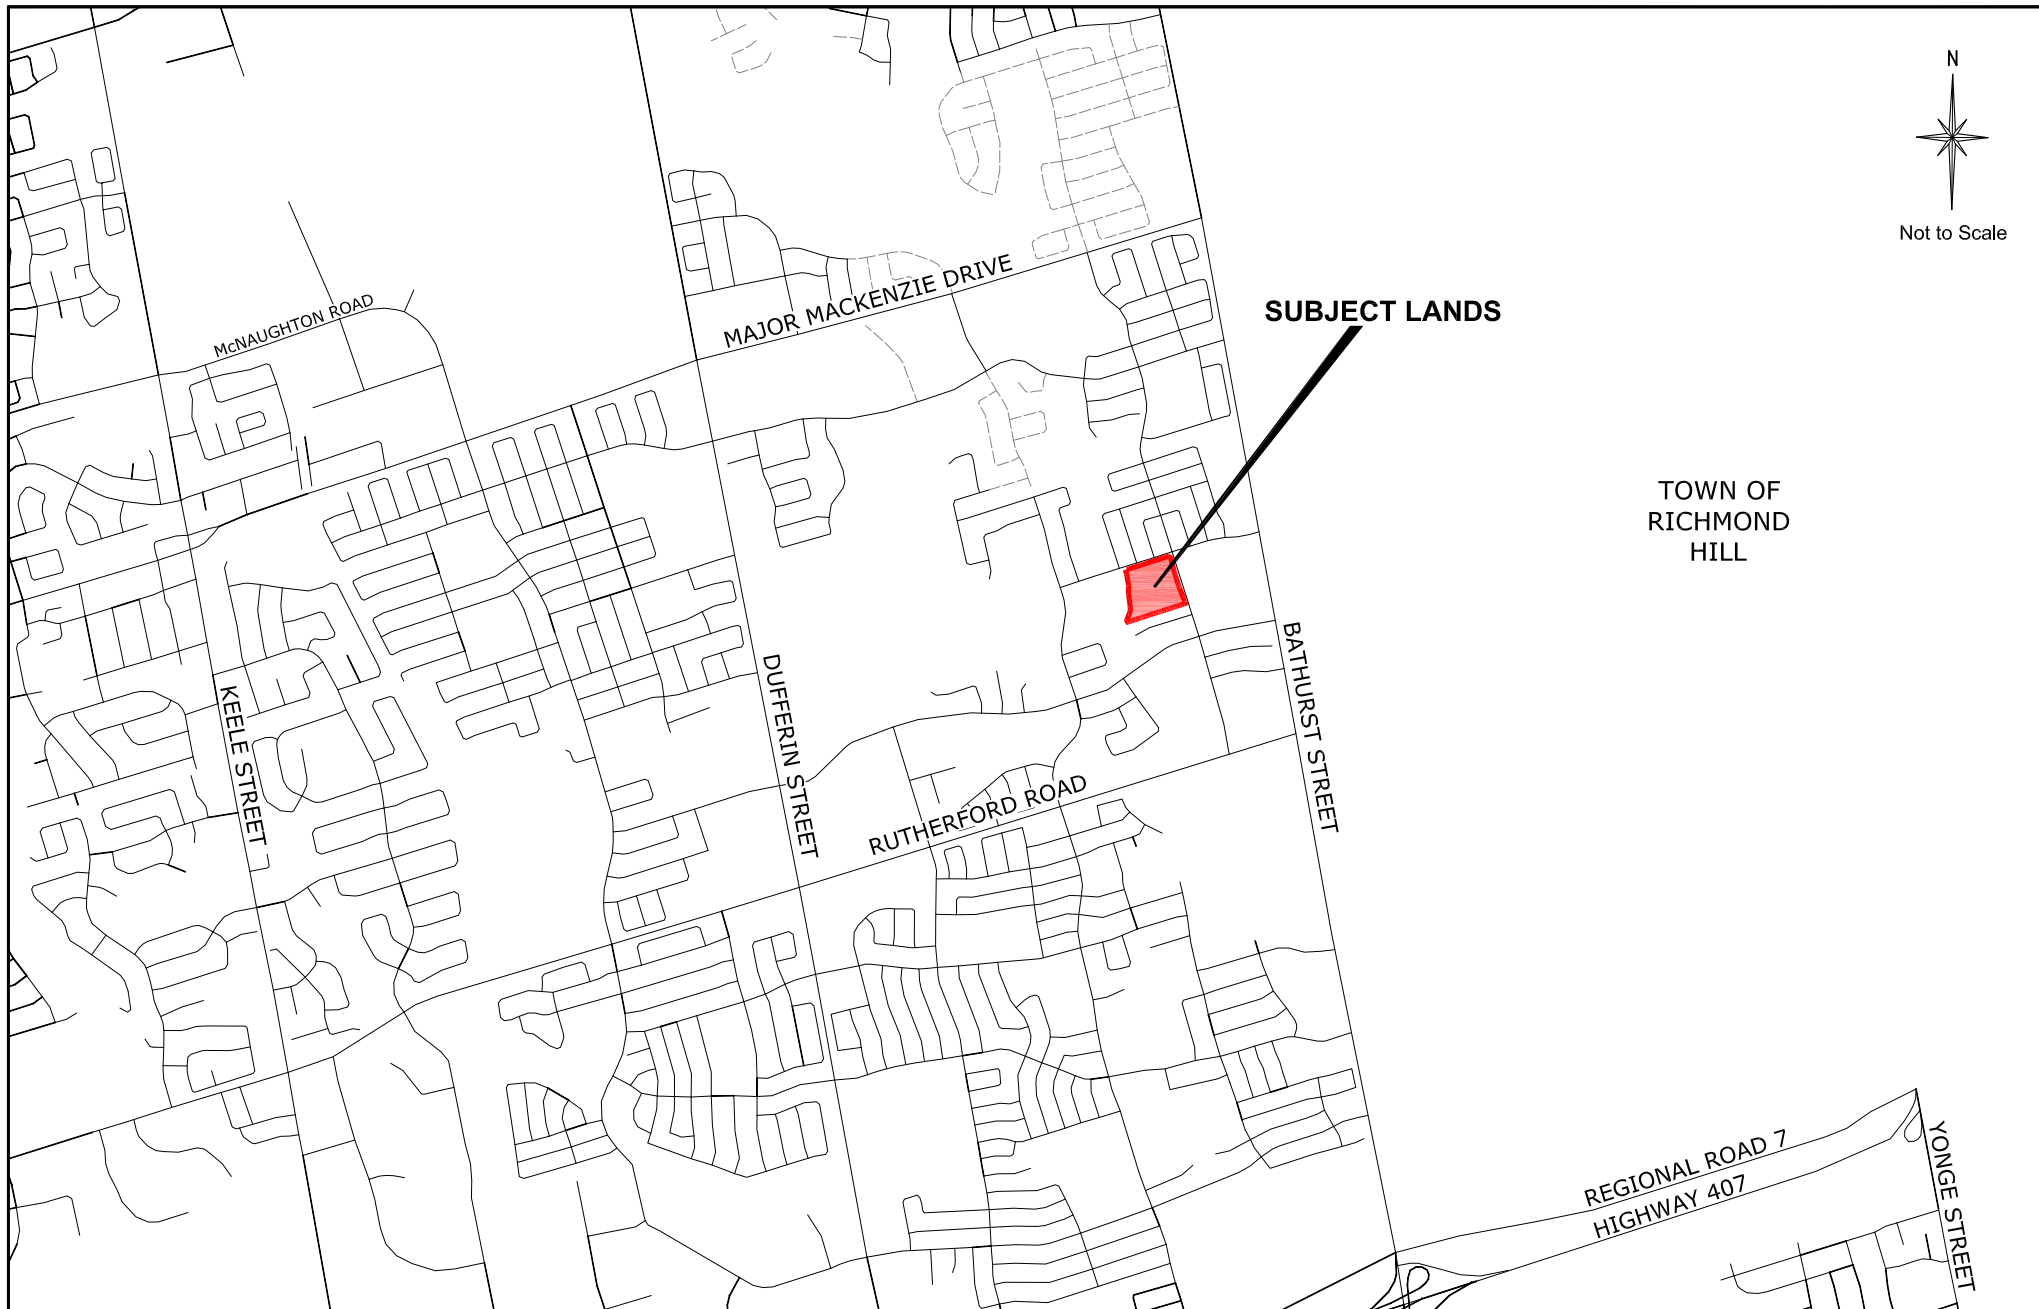 N
Not to Scale
MAJOR MACKENZIE DRIVE
McNAUGHTON ROAD
SUBJECT LANDS
TOWN OF
RICHMOND
HILL
KEELE STREET
DUFFERIN STREET
BATHURST STREET
RUTHERFORD ROAD
REGIONAL ROAD 7
HIGHWAY 407
YONGE STREET